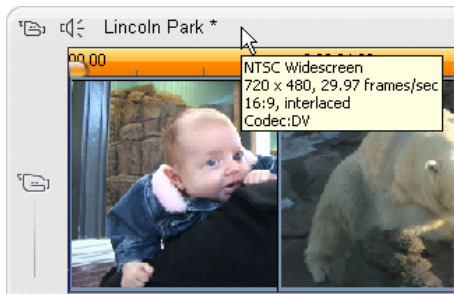 Lincoln Park *
00,00
NTSC Widescreen
720 x 480, 29.97 frames/sec
16:9, interlaced
Codec:DV